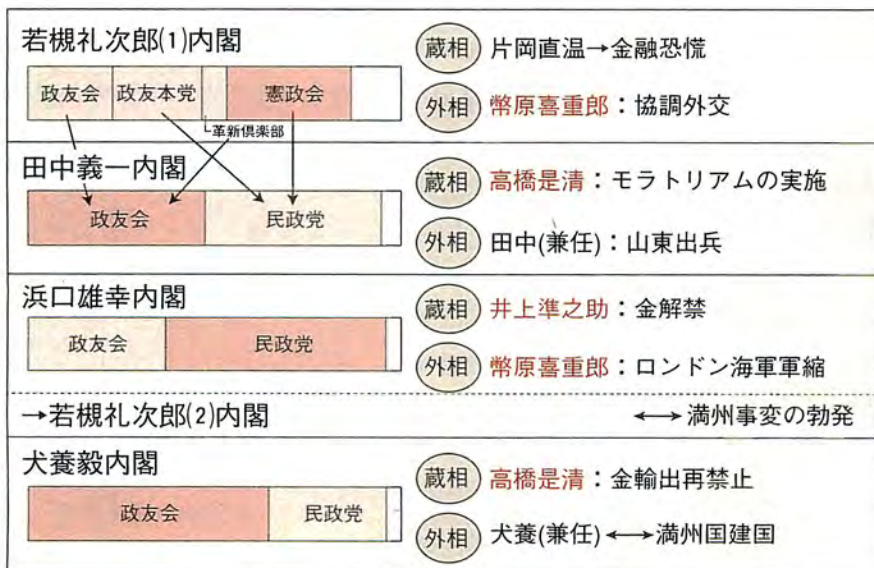 若槻礼次郎(1)内閣
政友会 政友本党 憲政会
革新倶楽部
蔵相 片岡直温→金融恐慌
外相 幣原喜重郎：協調外交
田中義一内閣
政友会 民政党
蔵相 高橋是清：モラトリアムの実施
外相 田中(兼任)：山東出兵
浜口雄幸内閣
政友会 民政党
蔵相 井上準之助：金解禁
外相 幣原喜重郎：ロンドン海軍軍縮
→若槻礼次郎(2)内閣 ←→ 満州事変の勃発
犬養毅内閣
政友会 民政党
蔵相 高橋是清：金輸出再禁止
外相 犬養(兼任)←→満州国建国